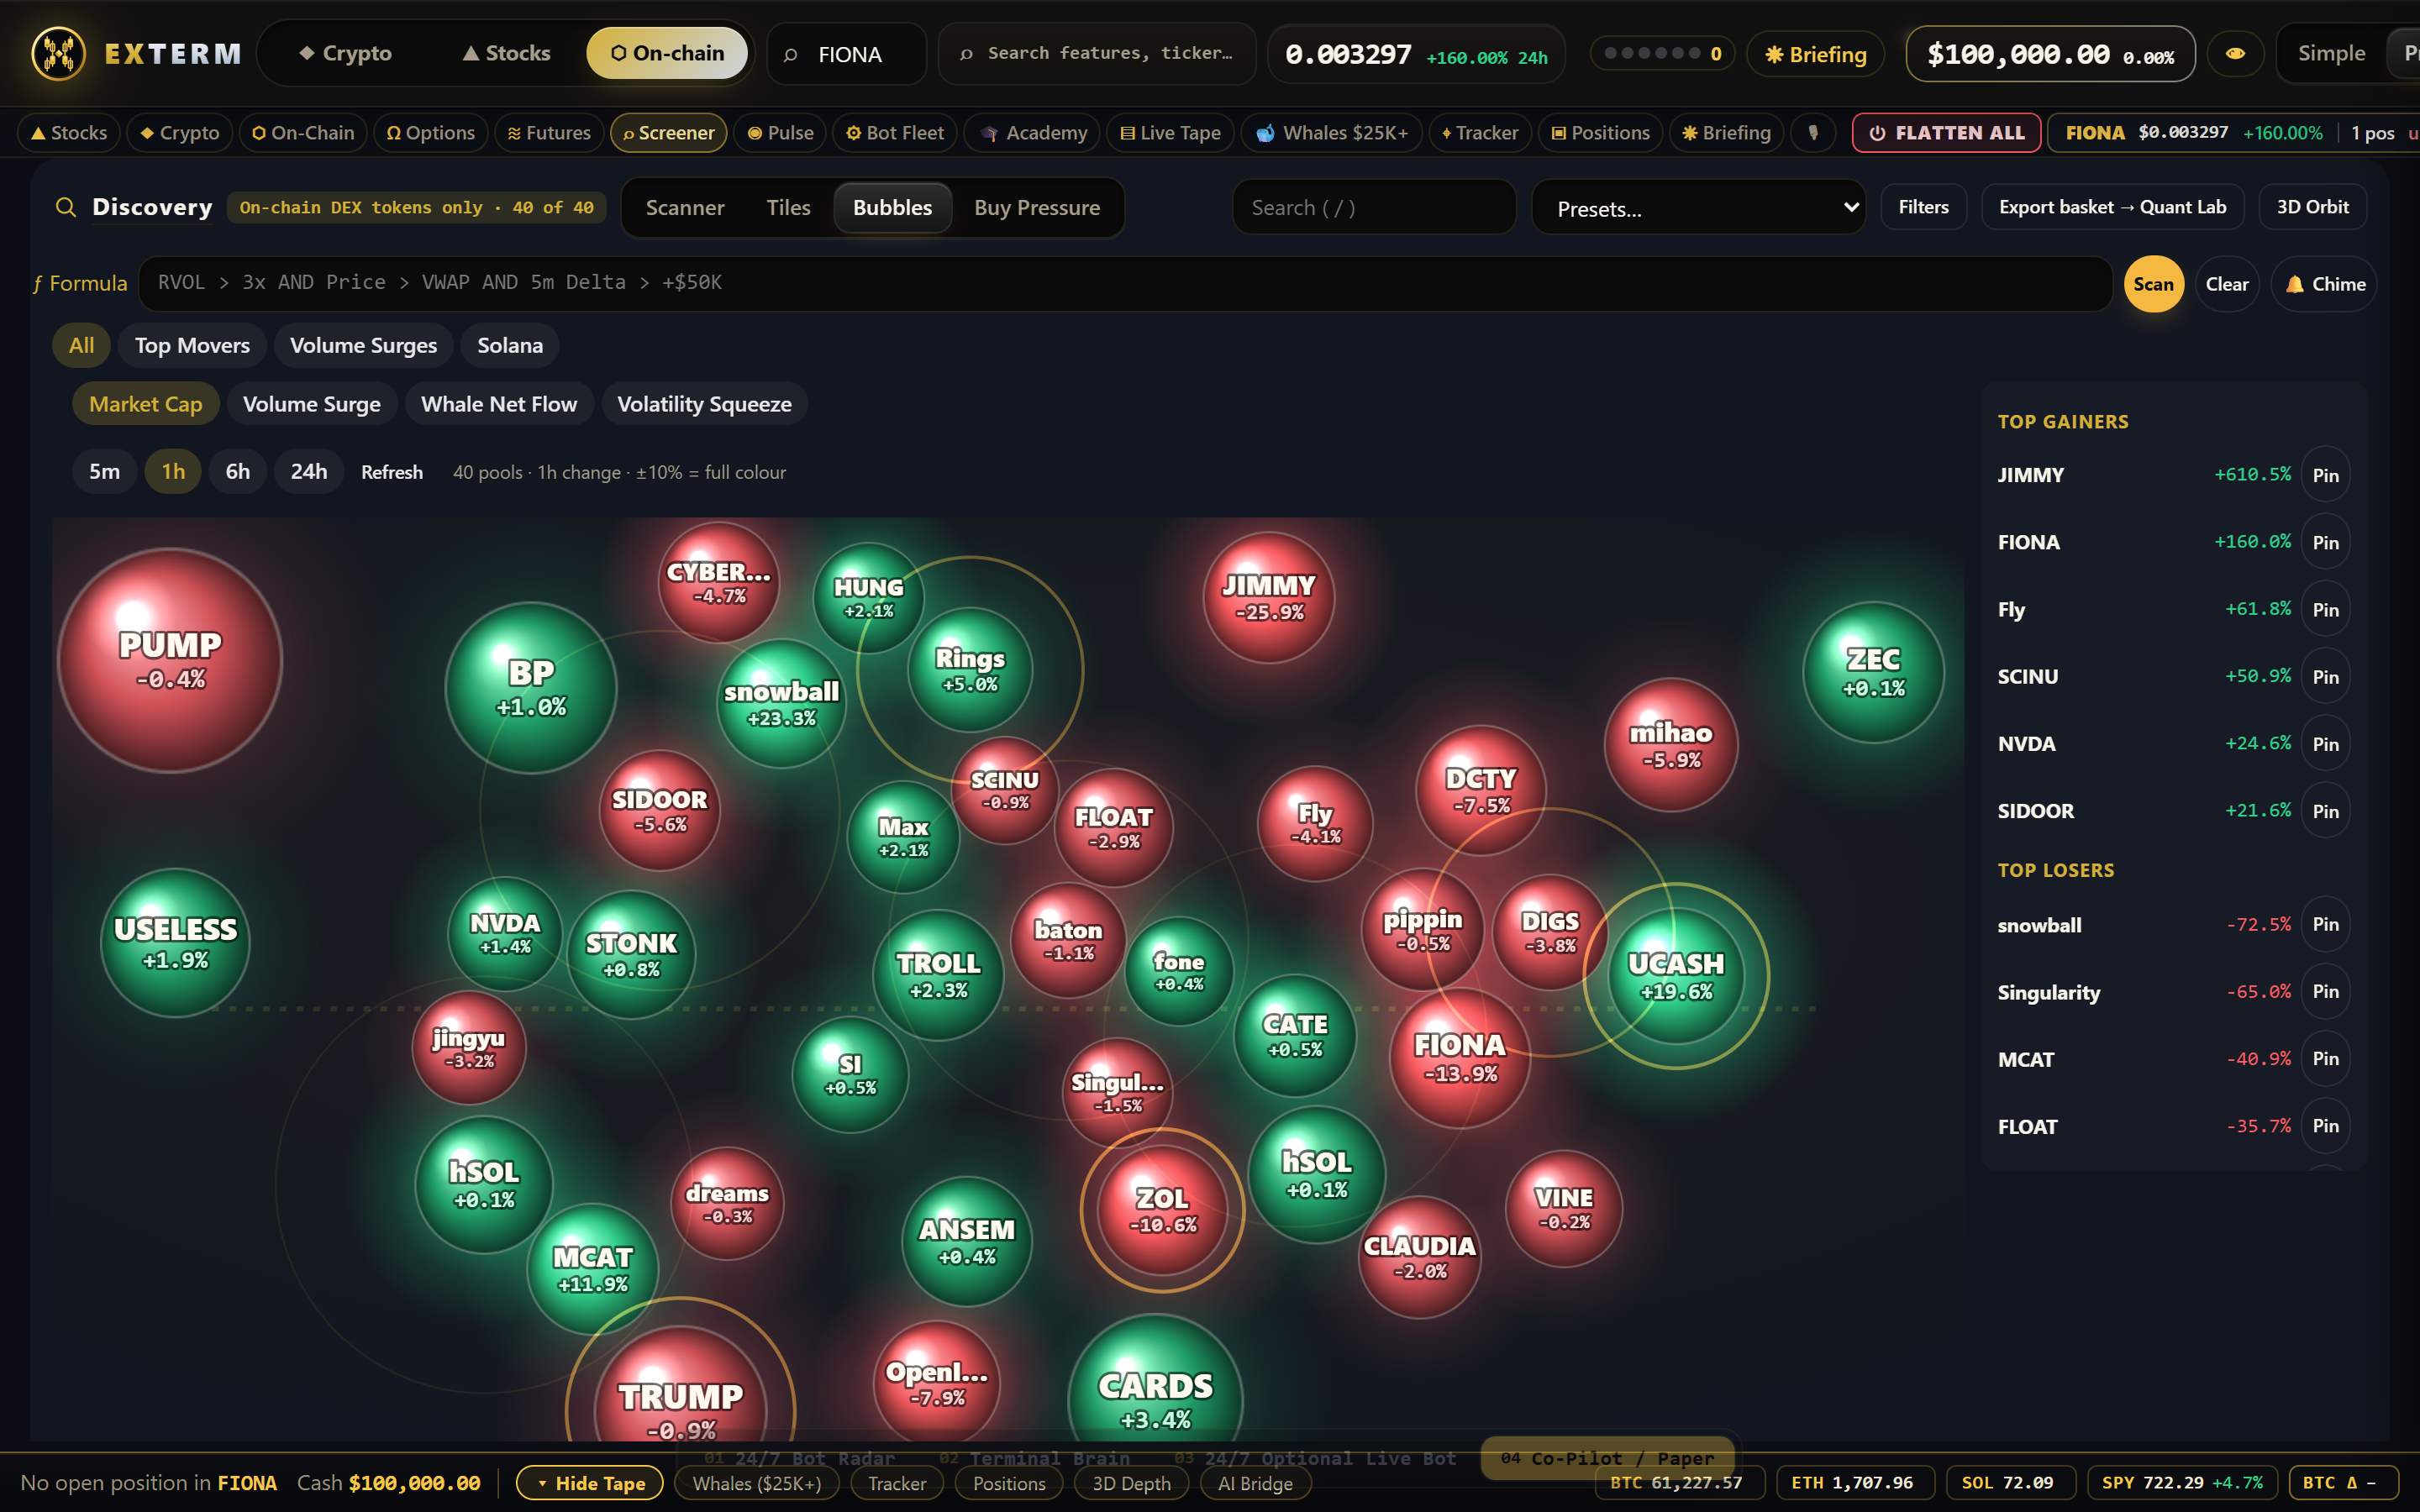 EXTERM
Crypto
Stocks
On-chain
FIONA
Search features, ticker…
0.003297 +160.00% 24h
0
Briefing
$100,000.00 0.00%
Simple
Stocks
Crypto
On-Chain
Options
Futures
Screener
Pulse
Bot Fleet
Academy
Live Tape
Whales $25K+
Tracker
Positions
Briefing
FLATTEN ALL
FIONA $0.003297 +160.00% 1 pos
Discovery
On-chain DEX tokens only · 40 of 40
Scanner
Tiles
Bubbles
Buy Pressure
Search ( / )
Presets…
Filters
Export basket → Quant Lab
3D Orbit
ƒ Formula
RVOL > 3x AND Price > VWAP AND 5m Delta > +$50K
Scan
Clear
Chime
All
Top Movers
Volume Surges
Solana
Market Cap
Volume Surge
Whale Net Flow
Volatility Squeeze
5m
1h
6h
24h
Refresh
40 pools · 1h change · ±10% = full colour
TOP GAINERS
JIMMY +610.5% Pin
FIONA +160.0% Pin
Fly +61.8% Pin
SCINU +50.9% Pin
NVDA +24.6% Pin
SIDOOR +21.6% Pin
TOP LOSERS
snowball -72.5% Pin
Singularity -65.0% Pin
MCAT -40.9% Pin
FLOAT -35.7% Pin
CYBER...
-4.7%
HUNG
+2.1%
JIMMY
-25.9%
PUMP
-0.4%
BP
+1.0%
snowball
+23.3%
Rings
+5.0%
ZEC
+0.1%
mihao
-5.9%
SIDOOR
-5.6%
SCINU
-0.9%
Max
+2.1%
FLOAT
-2.9%
Fly
-4.1%
DCTY
-7.5%
USELESS
+1.9%
NVDA
+1.4%
STONK
+0.8%
TROLL
+2.3%
baton
-1.1%
fone
+0.4%
pippin
-0.5%
DIGS
-3.8%
UCASH
+19.6%
jingyu
-3.2%
SI
+0.5%
CATE
+0.5%
FIONA
-13.9%
Singul...
-1.5%
hSOL
+0.1%
dreams
-0.3%
ANSEM
+0.4%
ZOL
-10.6%
hSOL
+0.1%
VINE
-0.2%
MCAT
+11.9%
CLAUDIA
-2.0%
TRUMP
-0.9%
Openl...
-7.9%
CARDS
+3.4%
01 24/7 Bot Radar
02 Terminal Brain
03 24/7 Optional Live Bot
04 Co-Pilot / Paper
No open position in FIONA
Cash $100,000.00
Hide Tape
Whales ($25K+)
Tracker
Positions
3D Depth
AI Bridge
BTC 61,227.57
ETH 1,707.96
SOL 72.09
SPY 722.29 +4.7%
BTC Δ –